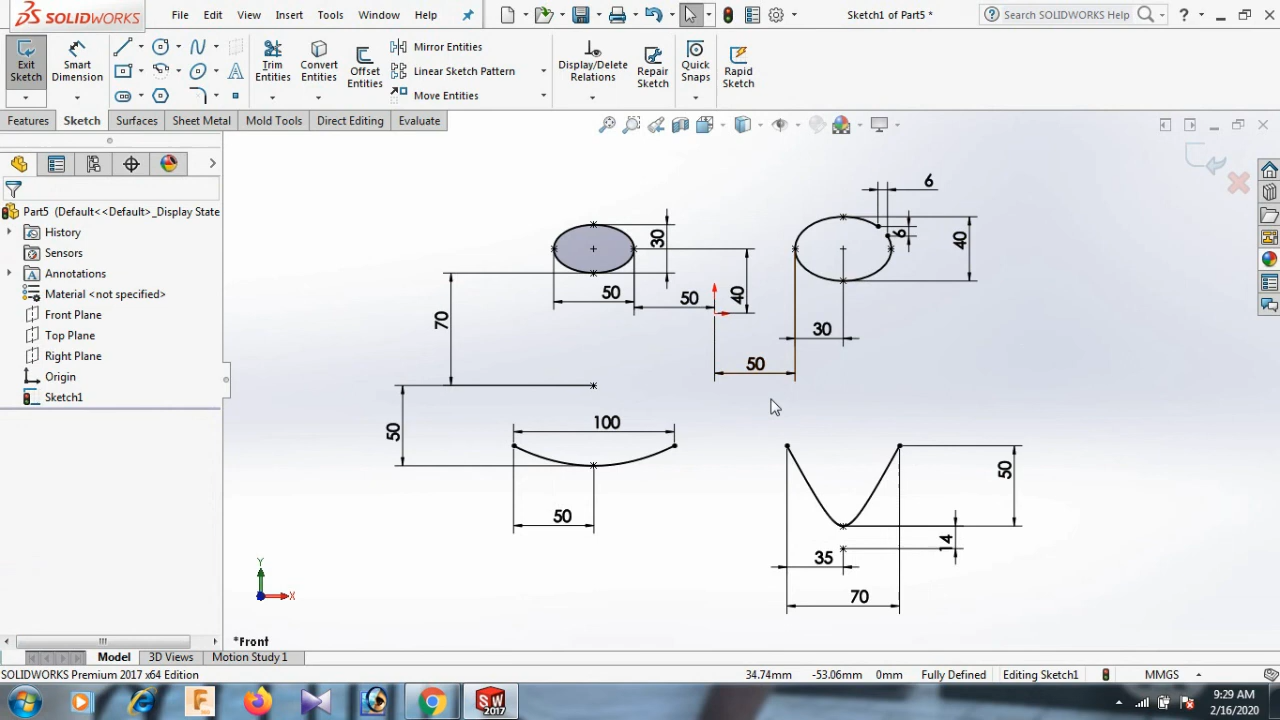 SOLIDWORKS
File Edit View Insert Tools Window Help
Sketch1 of Part5 *
Search SOLIDWORKS Help
Exit Sketch
Smart Dimension
Trim Entities
Convert Entities
Offset Entities
Mirror Entities
Linear Sketch Pattern
Move Entities
Display/Delete Relations
Repair Sketch
Quick Snaps
Rapid Sketch
Features Sketch Surfaces Sheet Metal Mold Tools Direct Editing Evaluate
Part5 (Default<<Default>_Display State
History
Sensors
Annotations
Material <not specified>
Front Plane
Top Plane
Right Plane
Origin
Sketch1
6
30
6
40
50
50
40
70
30
50
100
50
50
50
14
35
70
Y
X
*Front
Model 3D Views Motion Study 1
SOLIDWORKS Premium 2017 x64 Edition
34.74mm -53.06mm 0mm Fully Defined Editing Sketch1 MMGS
SW 2017
9:29 AM
2/16/2020